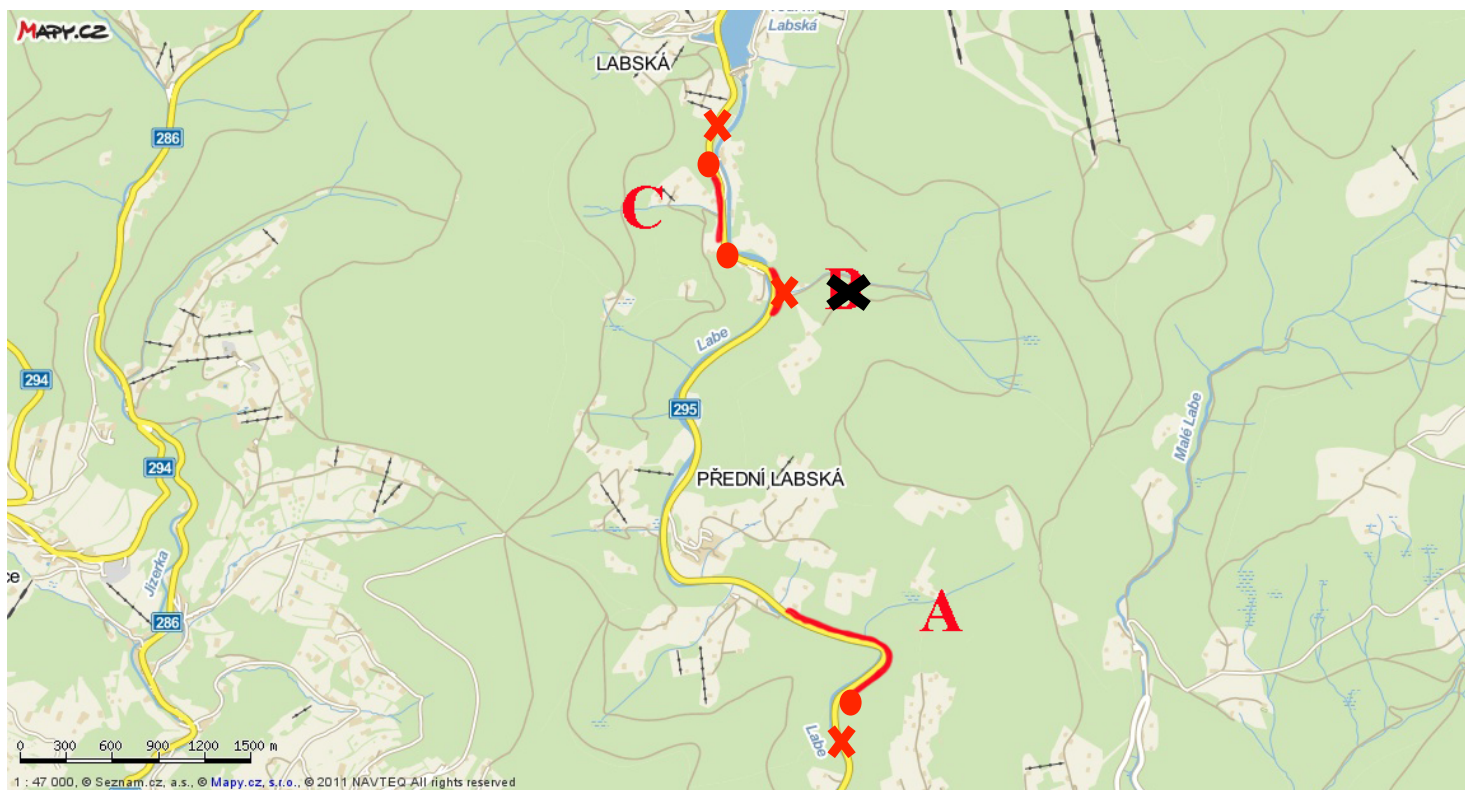 MAPY.CZ
Labská
LABSKÁ
286
C
B
Labe
294
295
Malé Labe
294
PŘEDNÍ LABSKÁ
Jizerka
ce
A
286
Labe
0 300 600 900 1200 1500 m
1 : 47 000, © Seznam.cz, a.s., © Mapy.cz, s.r.o., © 2011 NAVTEQ All rights reserved